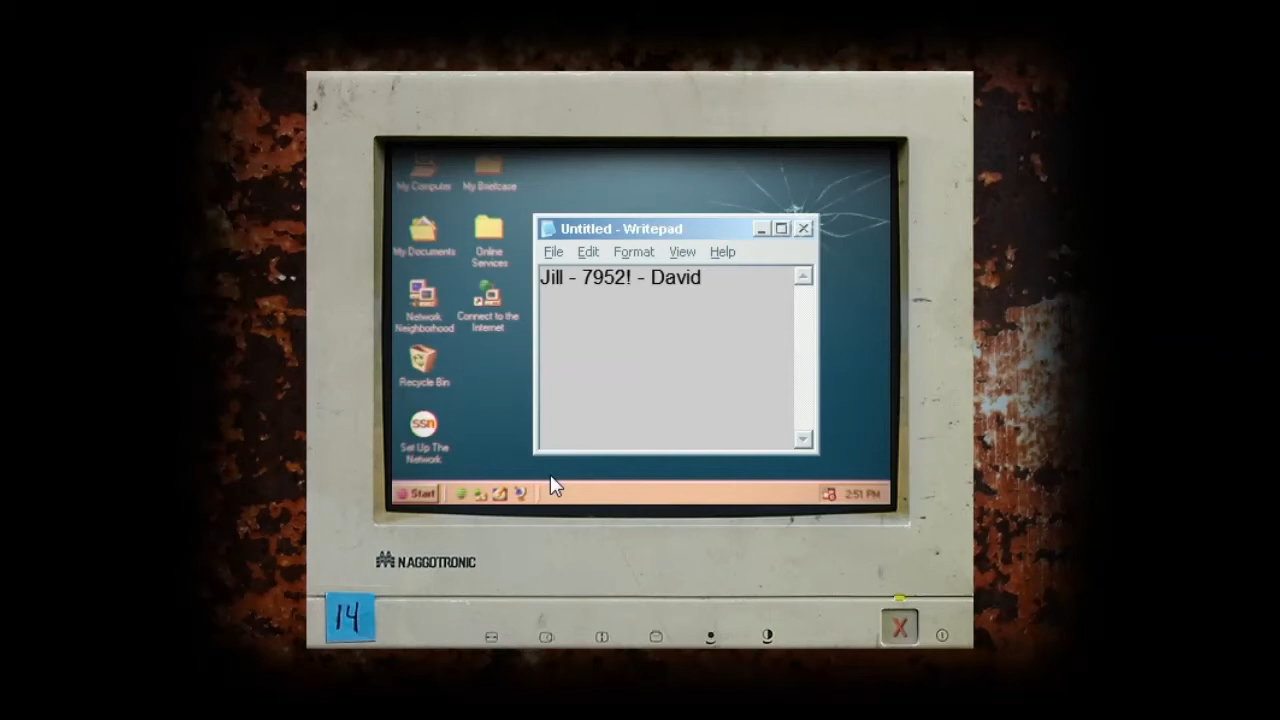 My Computer
My Briefcase
My Documents
Online
Services
Network
Neighborhood
Connect to the
Internet
Recycle Bin
ssn
Set Up The
Network
Untitled - Writepad
File Edit Format View Help
Jill - 7952! - David
Start
2:51 PM
NAGGOTRONIC
14
X